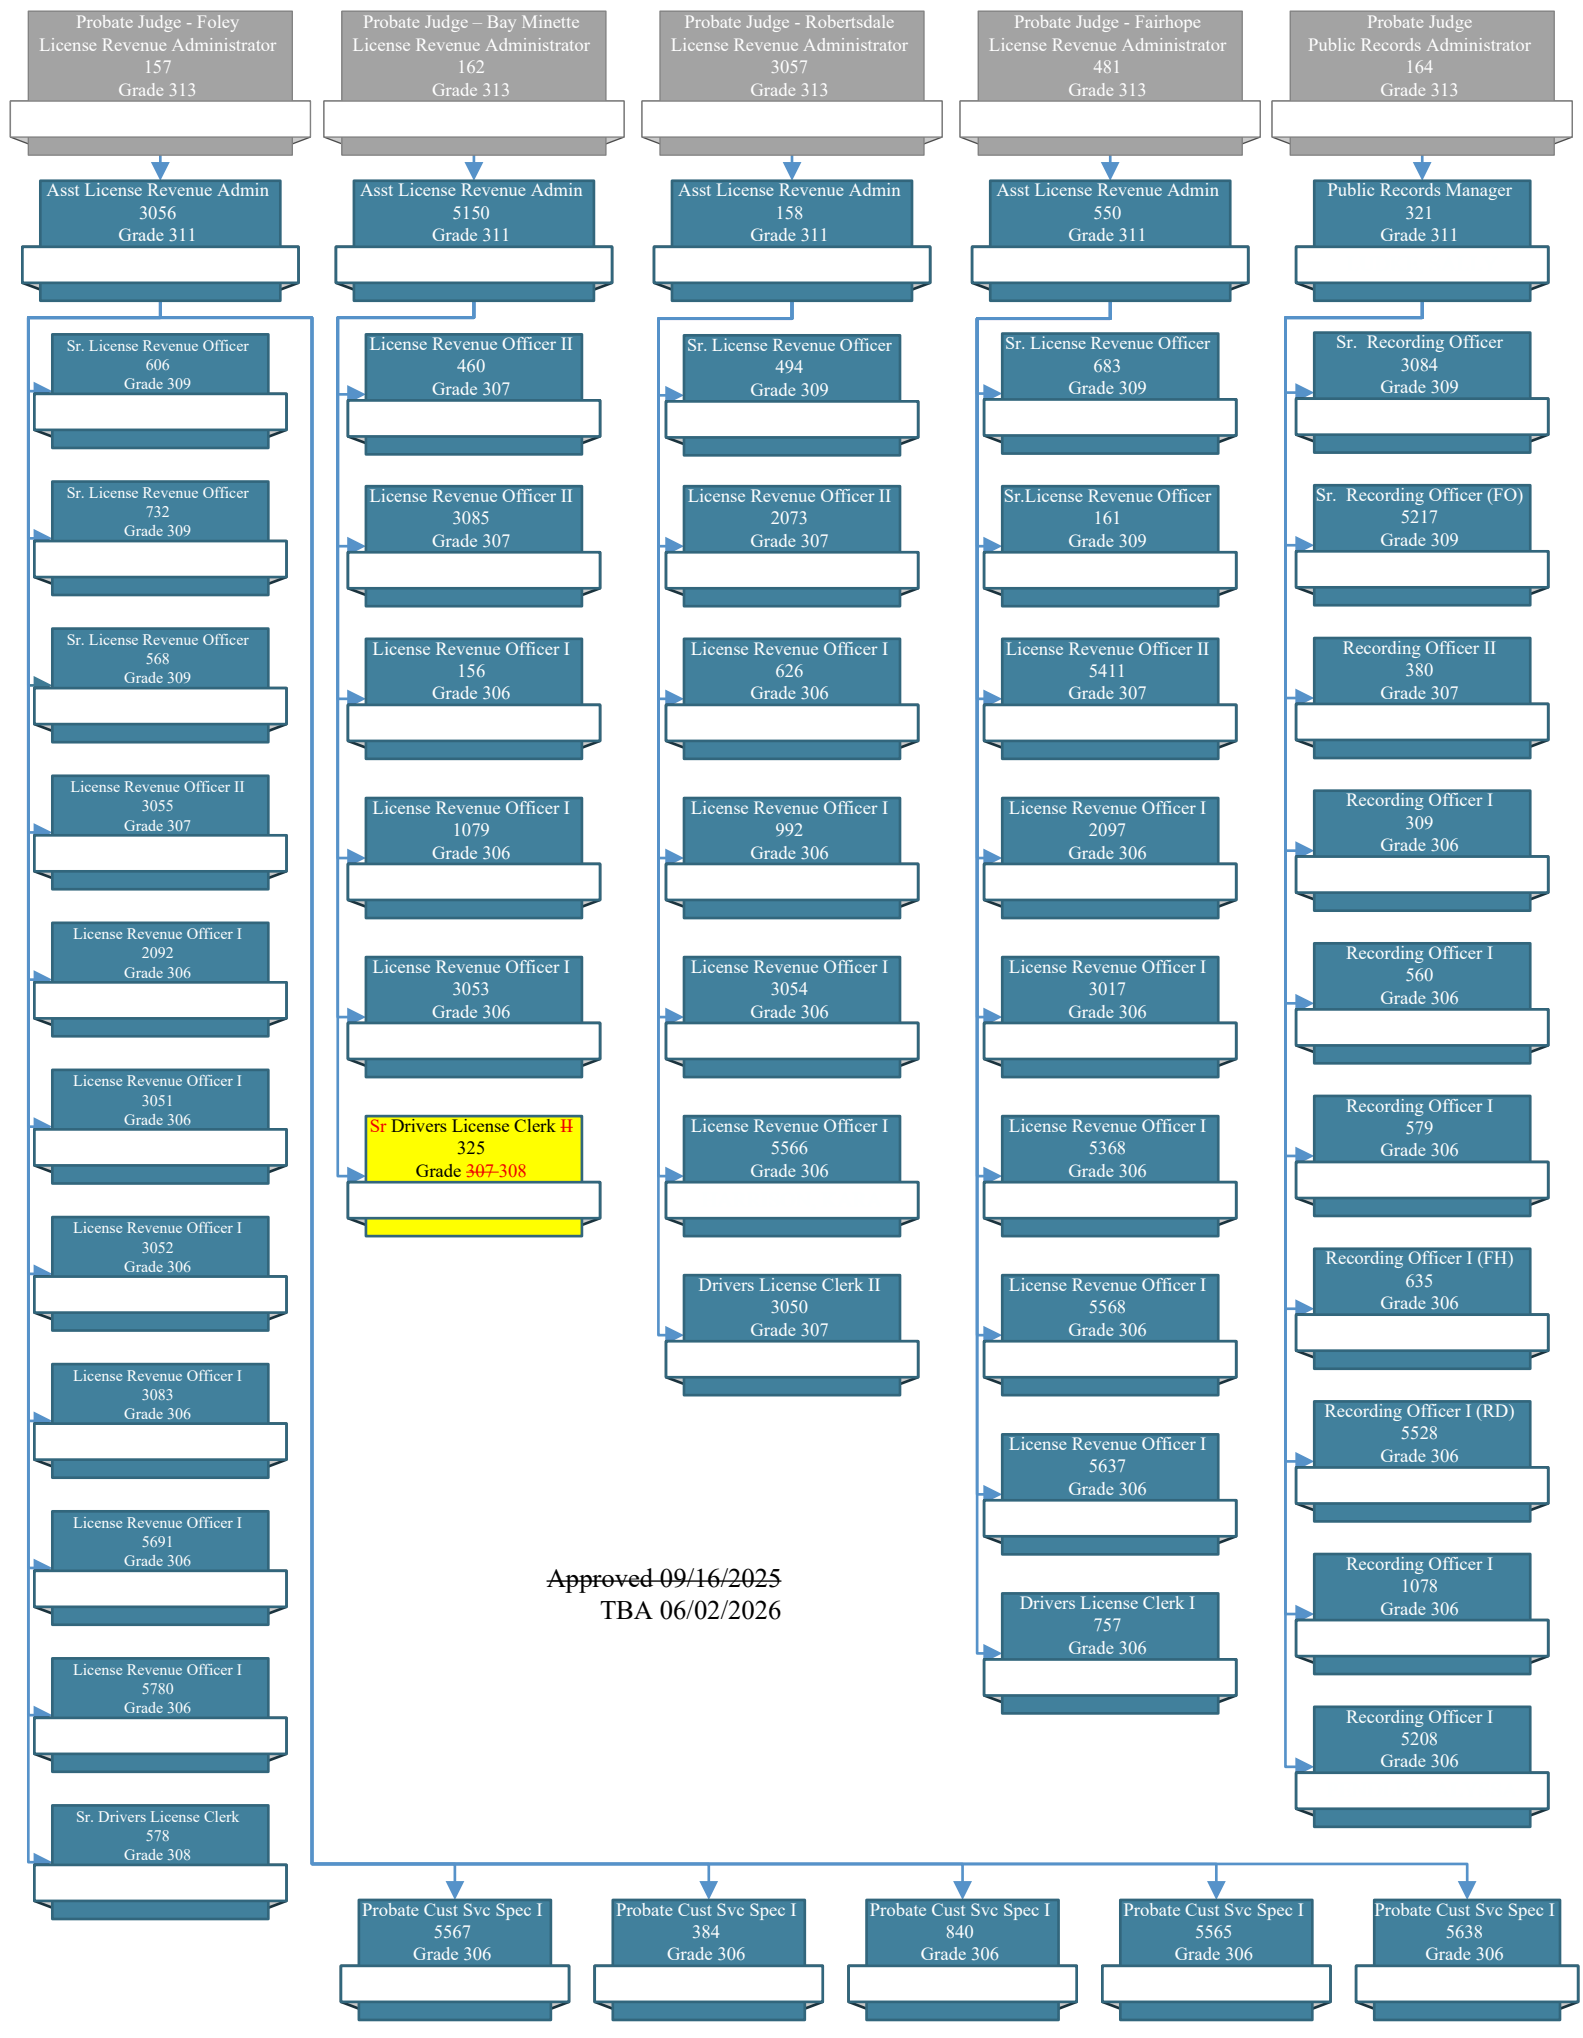 Probate Judge - Foley
License Revenue Administrator
157
Grade 313
Asst License Revenue Admin
3056
Grade 311
Sr. License Revenue Officer
606
Grade 309
Sr. License Revenue Officer
732
Grade 309
Sr. License Revenue Officer
568
Grade 309
License Revenue Officer II
3055
Grade 307
License Revenue Officer I
2092
Grade 306
License Revenue Officer I
3051
Grade 306
License Revenue Officer I
3052
Grade 306
License Revenue Officer I
3083
Grade 306
License Revenue Officer I
5691
Grade 306
License Revenue Officer I
5780
Grade 306
Sr. Drivers License Clerk
578
Grade 308
Probate Judge – Bay Minette
License Revenue Administrator
162
Grade 313
Asst License Revenue Admin
5150
Grade 311
License Revenue Officer II
460
Grade 307
License Revenue Officer II
3085
Grade 307
License Revenue Officer I
156
Grade 306
License Revenue Officer I
1079
Grade 306
License Revenue Officer I
3053
Grade 306
Sr Drivers License Clerk II
325
Grade 307 308
Probate Judge - Robertsdale
License Revenue Administrator
3057
Grade 313
Asst License Revenue Admin
158
Grade 311
Sr. License Revenue Officer
494
Grade 309
License Revenue Officer II
2073
Grade 307
License Revenue Officer I
626
Grade 306
License Revenue Officer I
992
Grade 306
License Revenue Officer I
3054
Grade 306
License Revenue Officer I
5566
Grade 306
Drivers License Clerk II
3050
Grade 307
Probate Judge - Fairhope
License Revenue Administrator
481
Grade 313
Asst License Revenue Admin
550
Grade 311
Sr. License Revenue Officer
683
Grade 309
Sr.License Revenue Officer
161
Grade 309
License Revenue Officer II
5411
Grade 307
License Revenue Officer I
2097
Grade 306
License Revenue Officer I
3017
Grade 306
License Revenue Officer I
5368
Grade 306
License Revenue Officer I
5568
Grade 306
License Revenue Officer I
5637
Grade 306
Drivers License Clerk I
757
Grade 306
Probate Judge
Public Records Administrator
164
Grade 313
Public Records Manager
321
Grade 311
Sr.  Recording Officer
3084
Grade 309
Sr.  Recording Officer (FO)
5217
Grade 309
Recording Officer II
380
Grade 307
Recording Officer I
309
Grade 306
Recording Officer I
560
Grade 306
Recording Officer I
579
Grade 306
Recording Officer I (FH)
635
Grade 306
Recording Officer I (RD)
5528
Grade 306
Recording Officer I
1078
Grade 306
Recording Officer I
5208
Grade 306
Approved 09/16/2025
TBA 06/02/2026
Probate Cust Svc Spec I
5567
Grade 306
Probate Cust Svc Spec I
384
Grade 306
Probate Cust Svc Spec I
840
Grade 306
Probate Cust Svc Spec I
5565
Grade 306
Probate Cust Svc Spec I
5638
Grade 306